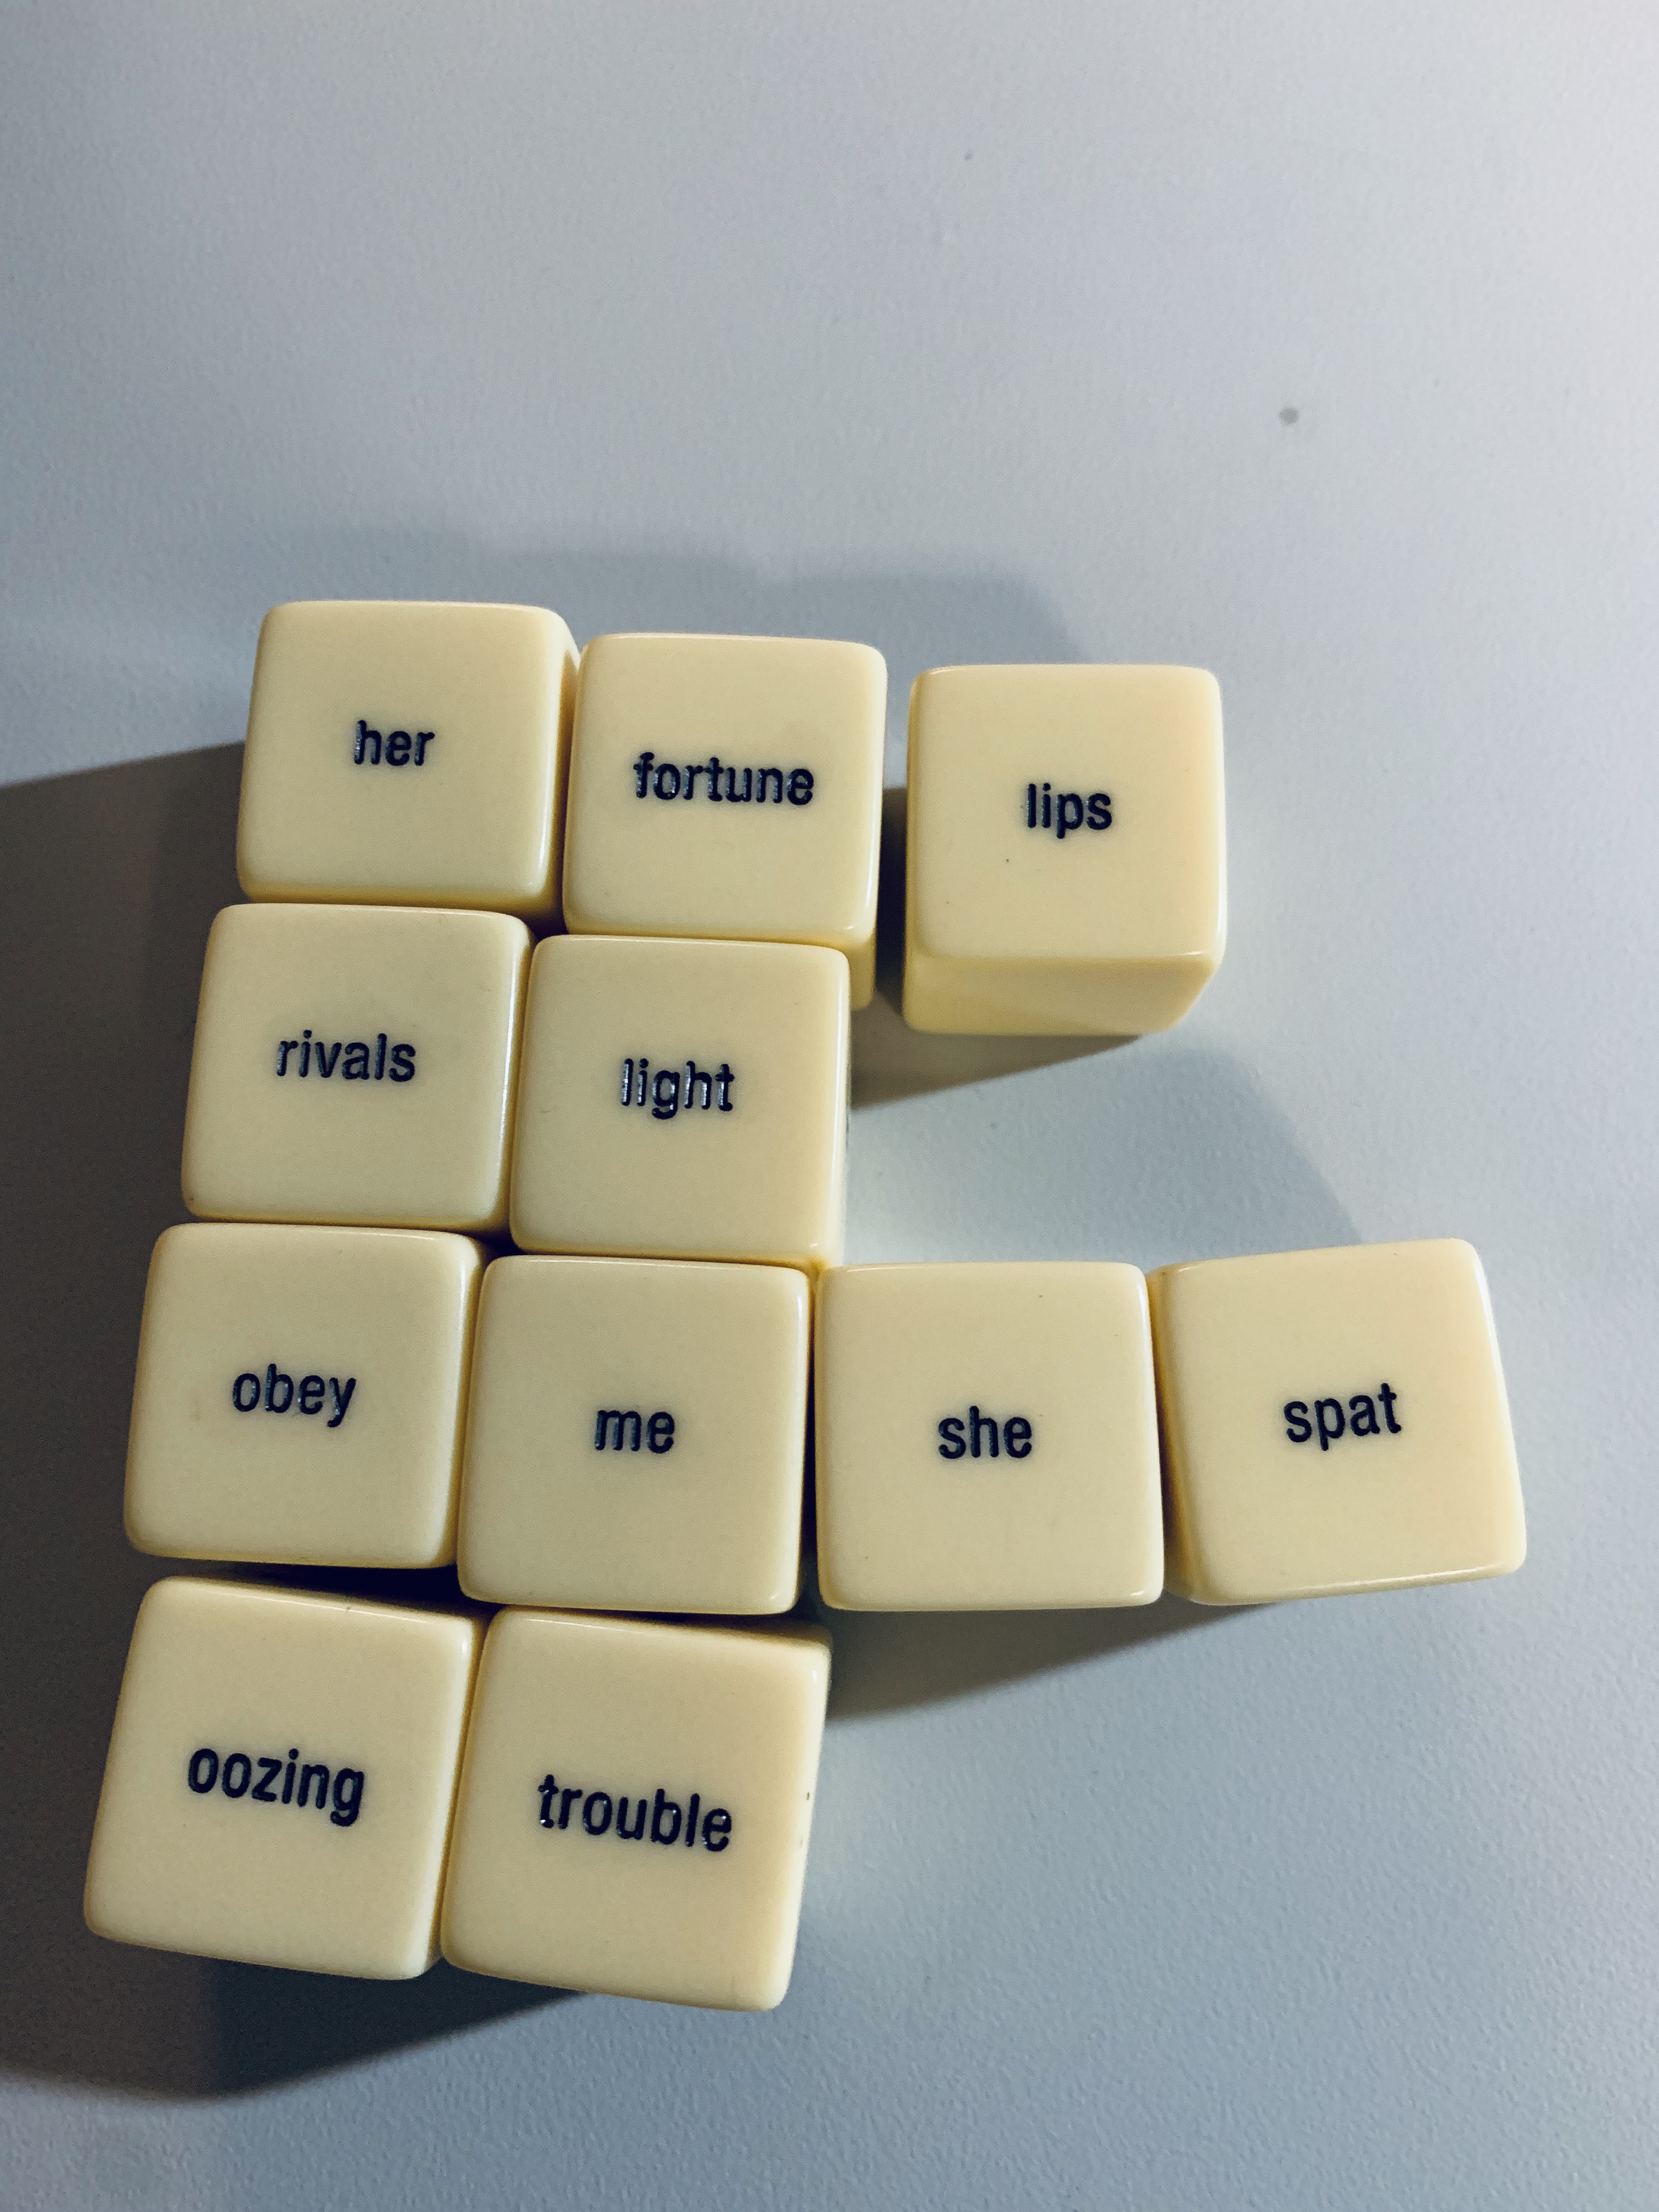 her fortune lips
rivals light
obey me she spat
oozing trouble